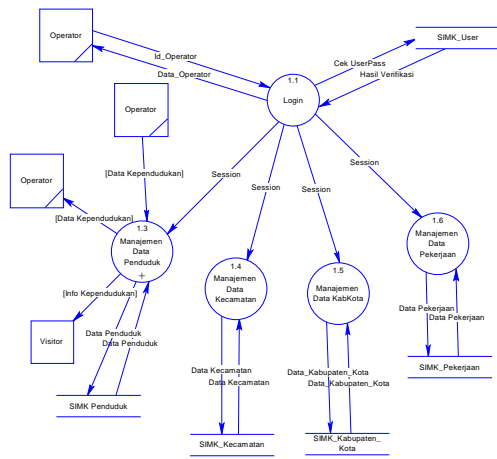 Operator
SIMK_User
Id_Operator
Data_Operator
Cek UserPass
Hasil Verifikasi
1.1
Login
Operator
Operator
[Data Kependudukan]
[Data Kependudukan]
Session
Session
Session
Session
1.3
Manajemen
Data
Penduduk
+
1.6
Manajemen
Data
Pekerjaan
1.4
Manajemen
Data
Kecamatan
1.5
Manajemen
Data KabKota
[Info Kependudukan]
Visitor
Data Penduduk
Data Penduduk
Data Pekerjaan
Data Pekerjaan
Data Kecamatan
Data Kecamatan
Data_Kabupaten_Kota
Data_Kabupaten_Kota
SIMK_Pekerjaan
SIMK Penduduk
SIMK_Kecamatan
SIMK_Kabupaten_
Kota